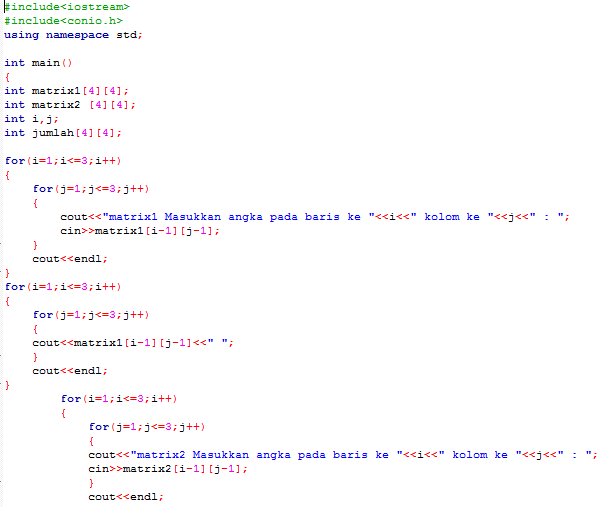 #include<iostream>
#include<conio.h>
using namespace std;

int main()
{
int matrix1[4][4];
int matrix2 [4][4];
int i,j;
int jumlah[4][4];

for(i=1;i<=3;i++)
{
    for(j=1;j<=3;j++)
    {
        cout<<"matrix1 Masukkan angka pada baris ke "<<i<<" kolom ke "<<j<<" : ";
        cin>>matrix1[i-1][j-1];
    }
    cout<<endl;
}
for(i=1;i<=3;i++)
{
    for(j=1;j<=3;j++)
    {
    cout<<matrix1[i-1][j-1]<<" ";
    }
    cout<<endl;
}
        for(i=1;i<=3;i++)
        {
            for(j=1;j<=3;j++)
            {
            cout<<"matrix2 Masukkan angka pada baris ke "<<i<<" kolom ke "<<j<<" : ";
            cin>>matrix2[i-1][j-1];
            }
            cout<<endl;